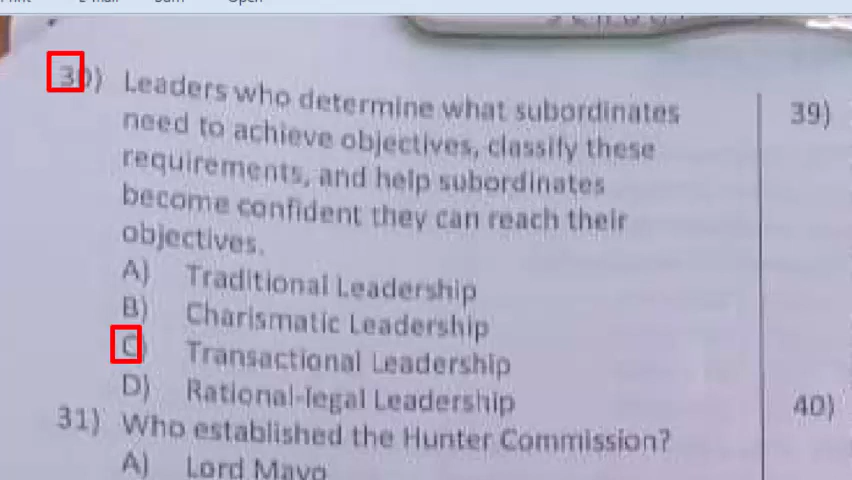 30) Leaders who determine what subordinates
need to achieve objectives, classify these
requirements, and help subordinates
become confident they can reach their
objectives.
A) Traditional Leadership
B) Charismatic Leadership
C) Transactional Leadership
D) Rational-legal Leadership
31) Who established the Hunter Commission?
A) Lord Mayo
39)
40)